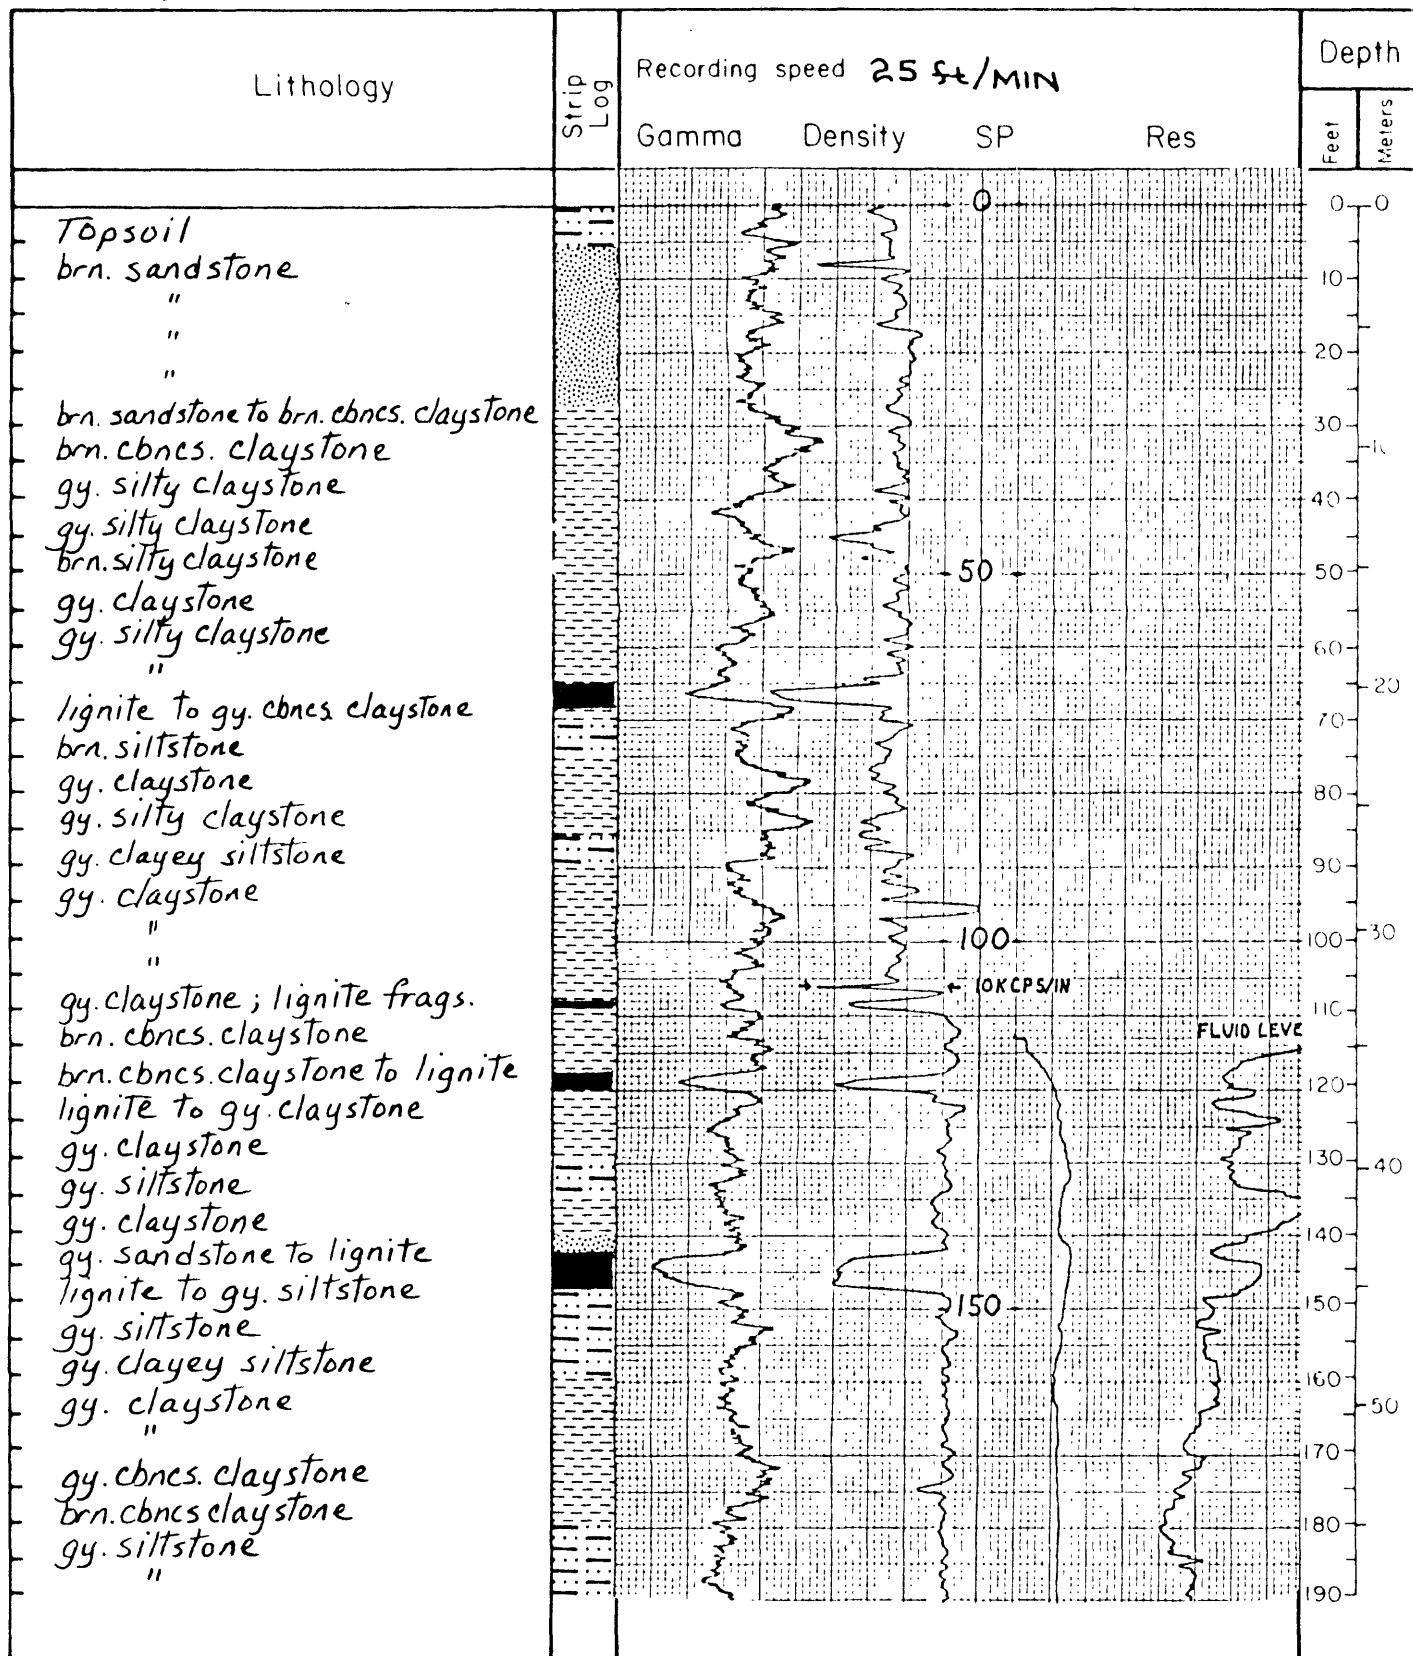 Lithology
Strip Log
Recording speed 25 ft/MIN
Gamma Density SP Res
Depth
Feet
Meters
Topsoil
brn. sandstone
"
"
"
brn. sandstone to brn. cbncs. claystone
brn. cbncs. claystone
gy. silty claystone
gy. silty claystone
brn. silty claystone
gy. claystone
gy. silty claystone
"
lignite to gy. cbncs claystone
brn. siltstone
gy. claystone
gy. silty claystone
gy. clayey siltstone
gy. claystone
"
"
gy. claystone ; lignite frags.
brn. cbncs. claystone
brn. cbncs. claystone to lignite
lignite to gy. claystone
gy. claystone
gy. siltstone
gy. claystone
gy. sandstone to lignite
lignite to gy. siltstone
gy. siltstone
gy. clayey siltstone
gy. claystone
"
gy. cbncs. claystone
brn. cbncs claystone
gy. siltstone
"
0
50
100
10KCPS/IN
FLUID LEVE
150
0
10
20
30
40
50
60
70
80
90
100
110
120
130
140
150
160
170
180
190
0
20
30
40
50